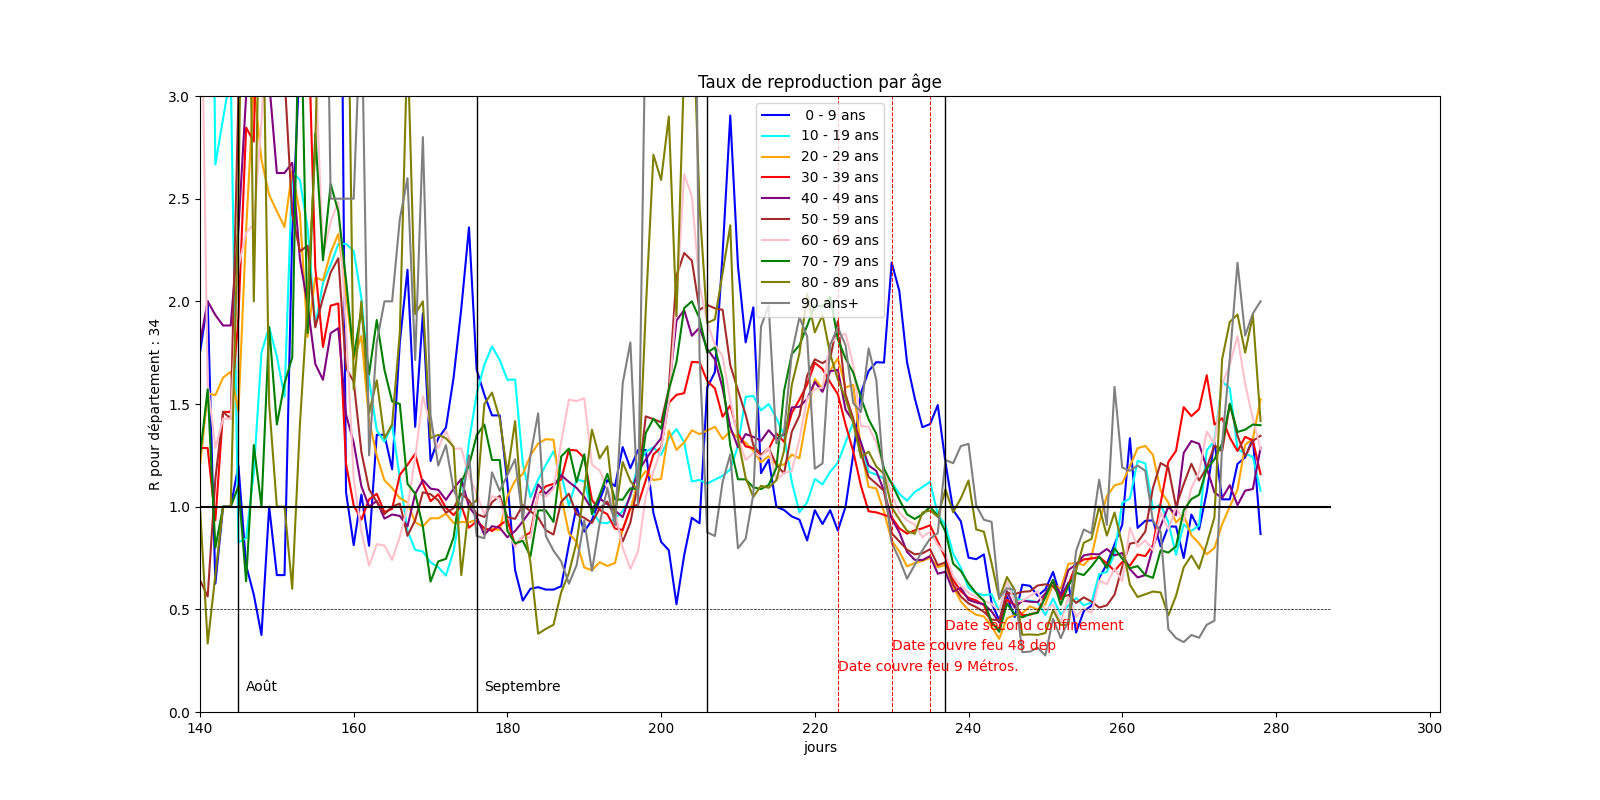 Taux de reproduction par âge
R pour département : 34
3.0
2.5
2.0
1.5
1.0
0.5
0.0
0 - 9 ans
10 - 19 ans
20 - 29 ans
30 - 39 ans
40 - 49 ans
50 - 59 ans
60 - 69 ans
70 - 79 ans
80 - 89 ans
90 ans+
Date second confinement
Date couvre feu 48 dep
Date couvre feu 9 Métros.
Août
Septembre
140 160 180 200 220 240 260 280 300
jours